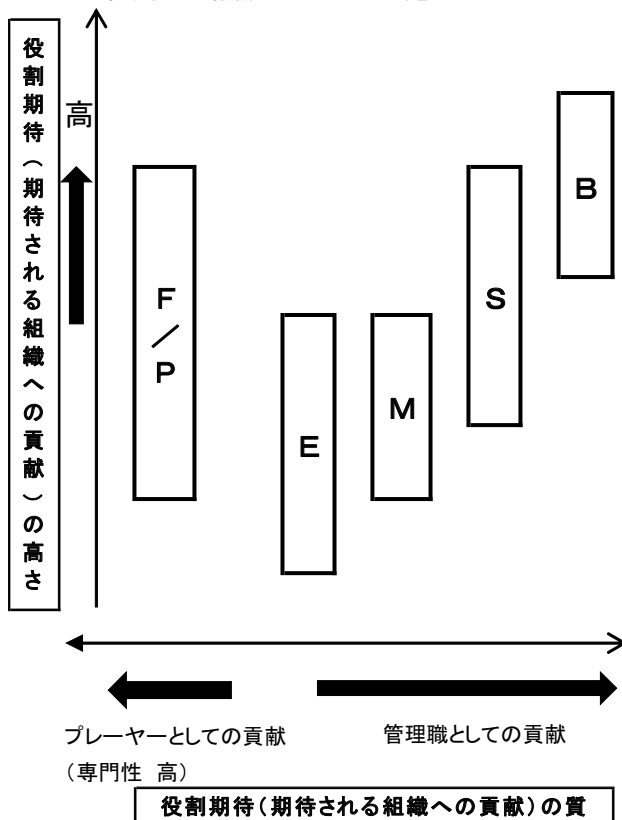 役割期待（期待される組織への貢献）の高さ
高
F／P
E
M
S
B
プレーヤーとしての貢献
（専門性 高）
管理職としての貢献
役割期待（期待される組織への貢献）の質